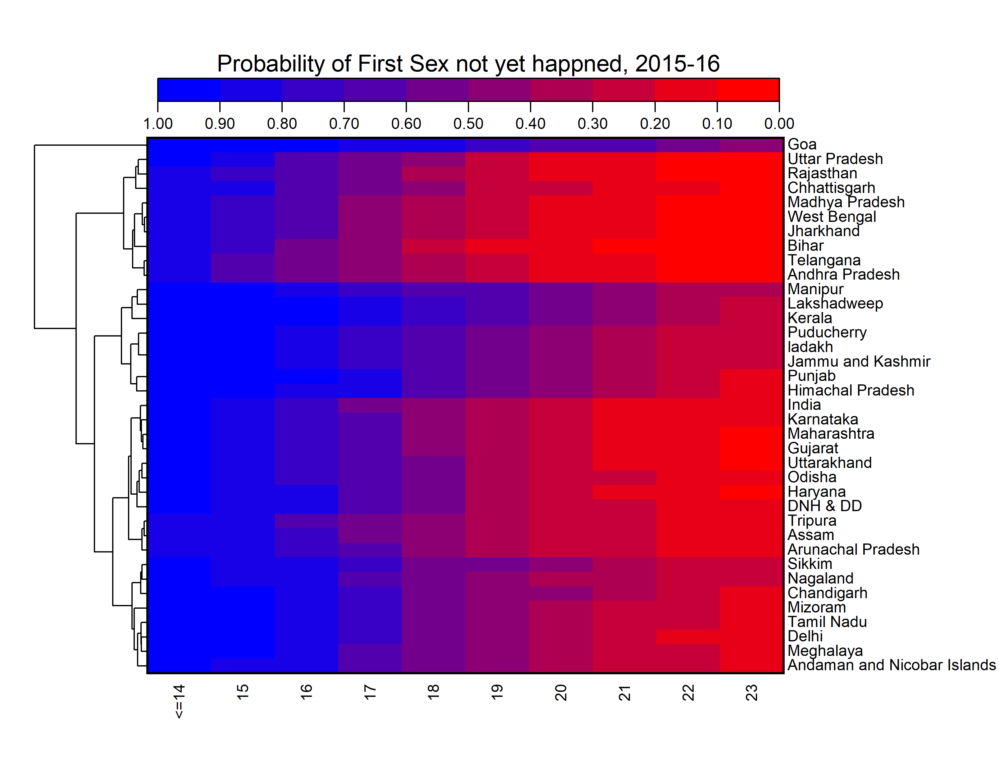 Probability of First Sex not yet happned, 2015-16
1.00 0.90 0.80 0.70 0.60 0.50 0.40 0.30 0.20 0.10 0.00
Goa
Uttar Pradesh
Rajasthan
Chhattisgarh
Madhya Pradesh
West Bengal
Jharkhand
Bihar
Telangana
Andhra Pradesh
Manipur
Lakshadweep
Kerala
Puducherry
ladakh
Jammu and Kashmir
Punjab
Himachal Pradesh
India
Karnataka
Maharashtra
Gujarat
Uttarakhand
Odisha
Haryana
DNH & DD
Tripura
Assam
Arunachal Pradesh
Sikkim
Nagaland
Chandigarh
Mizoram
Tamil Nadu
Delhi
Meghalaya
Andaman and Nicobar Islands
<=14 15 16 17 18 19 20 21 22 23